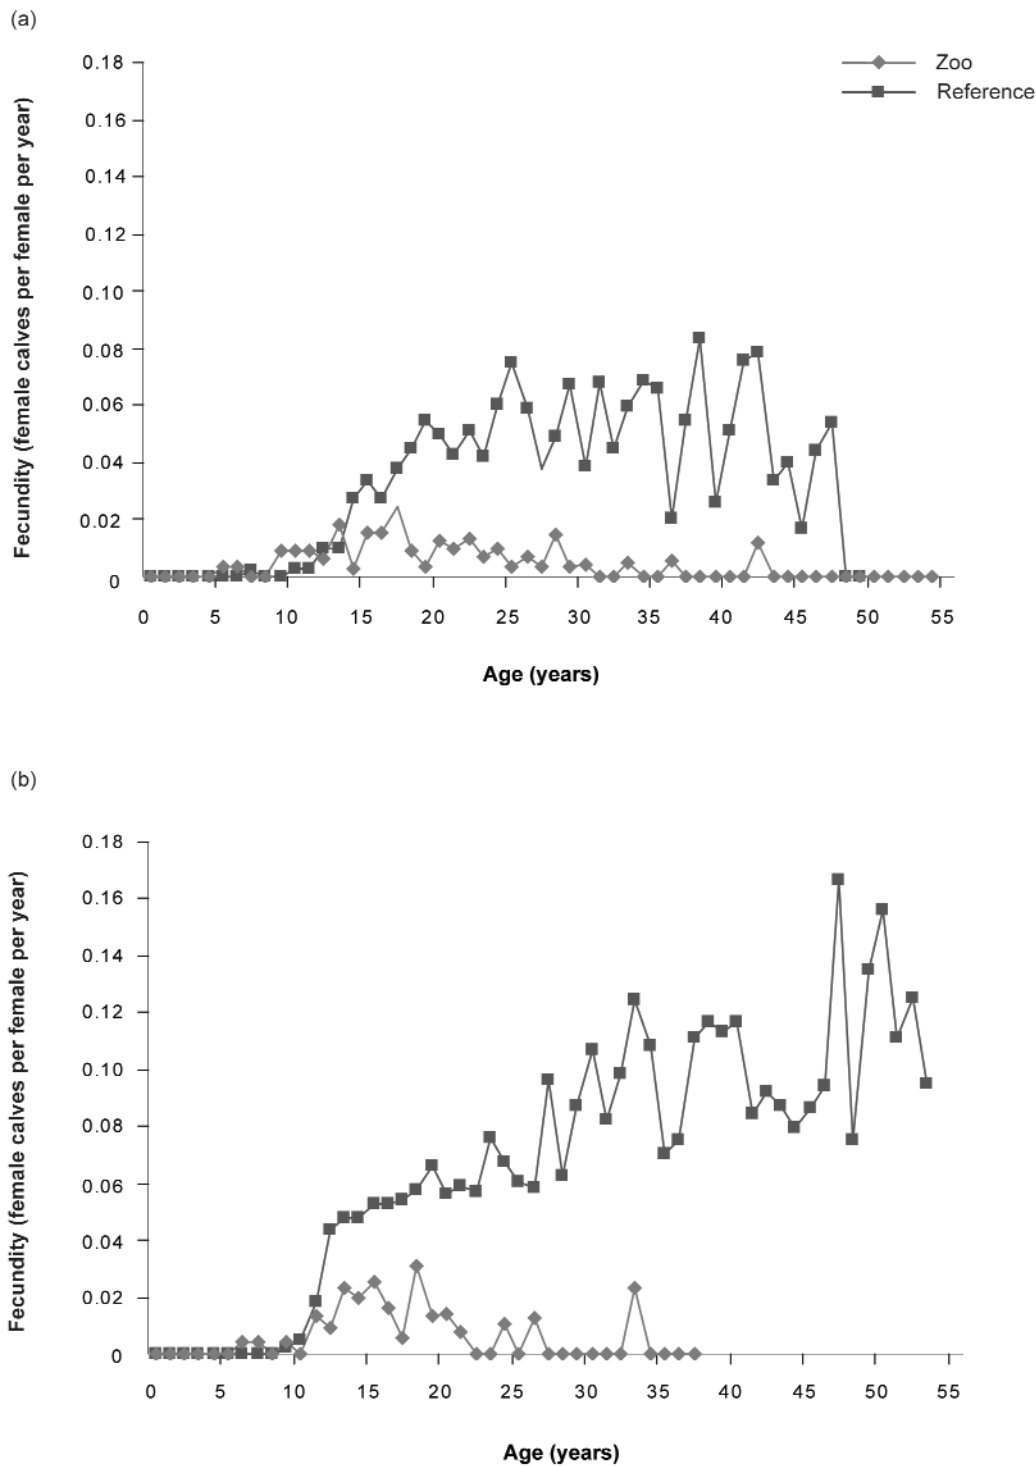 (a)
Zoo
Reference
Fecundity (female calves per female per year)
0.18
0.16
0.14
0.12
0.10
0.08
0.06
0.04
0.02
0
0 5 10 15 20 25 30 35 40 45 50 55
Age (years)
(b)
Fecundity (female calves per female per year)
0.18
0.16
0.14
0.12
0.10
0.08
0.06
0.04
0.02
0
0 5 10 15 20 25 30 35 40 45 50 55
Age (years)